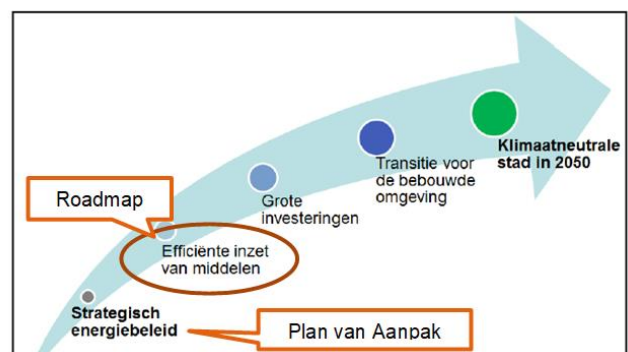 Klimaatneutrale
stad in 2050
Transitie voor
de bebouwde
omgeving
Grote
investeringen
Roadmap
Efficiënte inzet
van middelen
Strategisch
energiebeleid
Plan van Aanpak